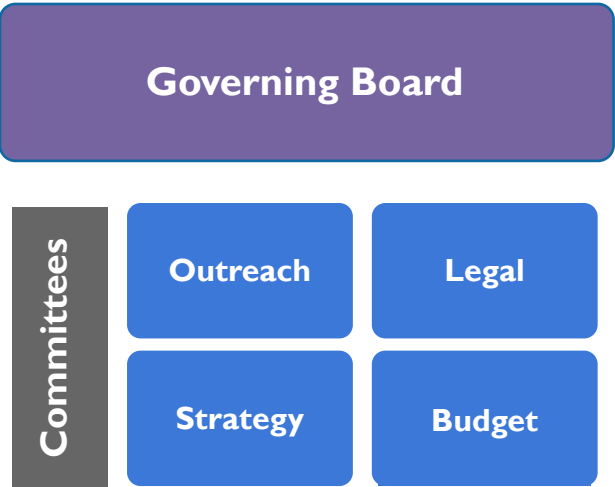 Governing Board
Committees
Outreach
Legal
Strategy
Budget